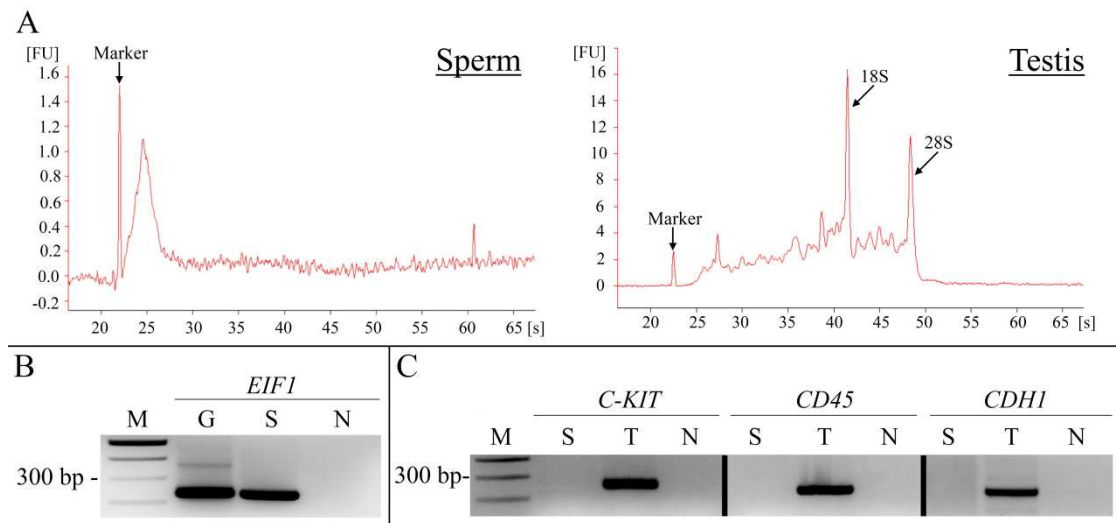 A
[FU]
Marker
Sperm
1.6
1.4
1.2
1.0
0.8
0.6
0.4
0.2
0.0
-0.2
20 25 30 35 40 45 50 55 60 65 [s]
[FU]
Testis
16
14
12
10
8
6
4
2
0
18S
28S
Marker
20 25 30 35 40 45 50 55 60 65 [s]
B
EIF1
M G S N
300 bp -
C
C-KIT CD45 CDH1
M S T N S T N S T N
300 bp-